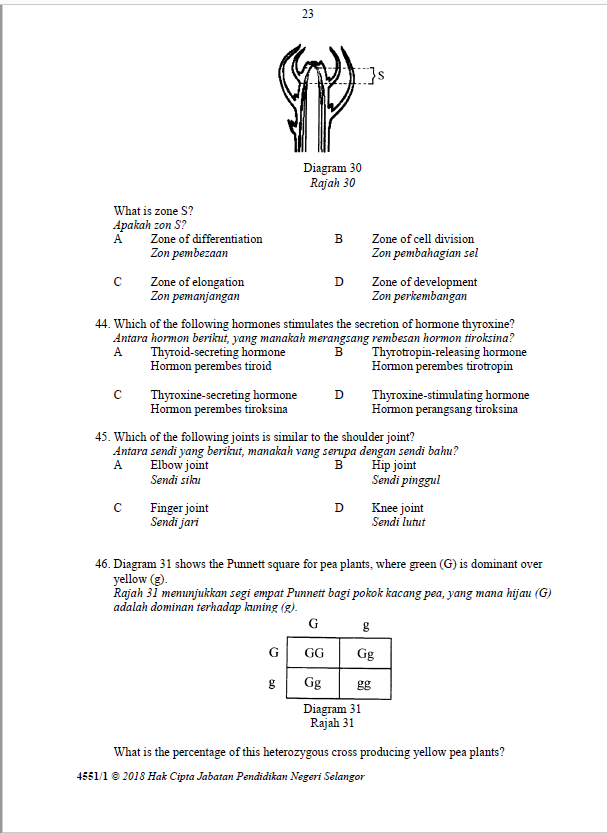 23
S
Diagram 30
Rajah 30
What is zone S?
Apakah zon S?
A Zone of differentiation B Zone of cell division
Zon pembezaan Zon pembahagian sel
C Zone of elongation D Zone of development
Zon pemanjangan Zon perkembangan
44. Which of the following hormones stimulates the secretion of hormone thyroxine?
Antara hormon berikut, yang manakah merangsang rembesan hormon tiroksina?
A Thyroid-secreting hormone B Thyrotropin-releasing hormone
Hormon perembes tiroid Hormon perembes tirotropin
C Thyroxine-secreting hormone D Thyroxine-stimulating hormone
Hormon perembes tiroksina Hormon perangsang tiroksina
45. Which of the following joints is similar to the shoulder joint?
Antara sendi yang berikut, manakah yang serupa dengan sendi bahu?
A Elbow joint B Hip joint
Sendi siku Sendi pinggul
C Finger joint D Knee joint
Sendi jari Sendi lutut
46. Diagram 31 shows the Punnett square for pea plants, where green (G) is dominant over
yellow (g).
Rajah 31 menunjukkan segi empat Punnett bagi pokok kacang pea, yang mana hijau (G)
adalah dominan terhadap kuning (g).
G g
G GG Gg
g Gg gg
Diagram 31
Rajah 31
What is the percentage of this heterozygous cross producing yellow pea plants?
4551/1 © 2018 Hak Cipta Jabatan Pendidikan Negeri Selangor